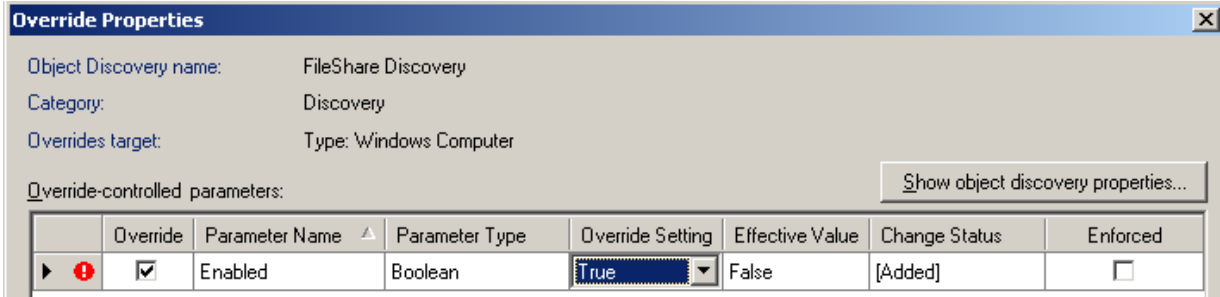 Override Properties
Object Discovery name: FileShare Discovery
Category: Discovery
Overrides target: Type: Windows Computer
Show object discovery properties...
Override-controlled parameters:
Override Parameter Name Parameter Type Override Setting Effective Value Change Status Enforced
Enabled Boolean True False [Added]